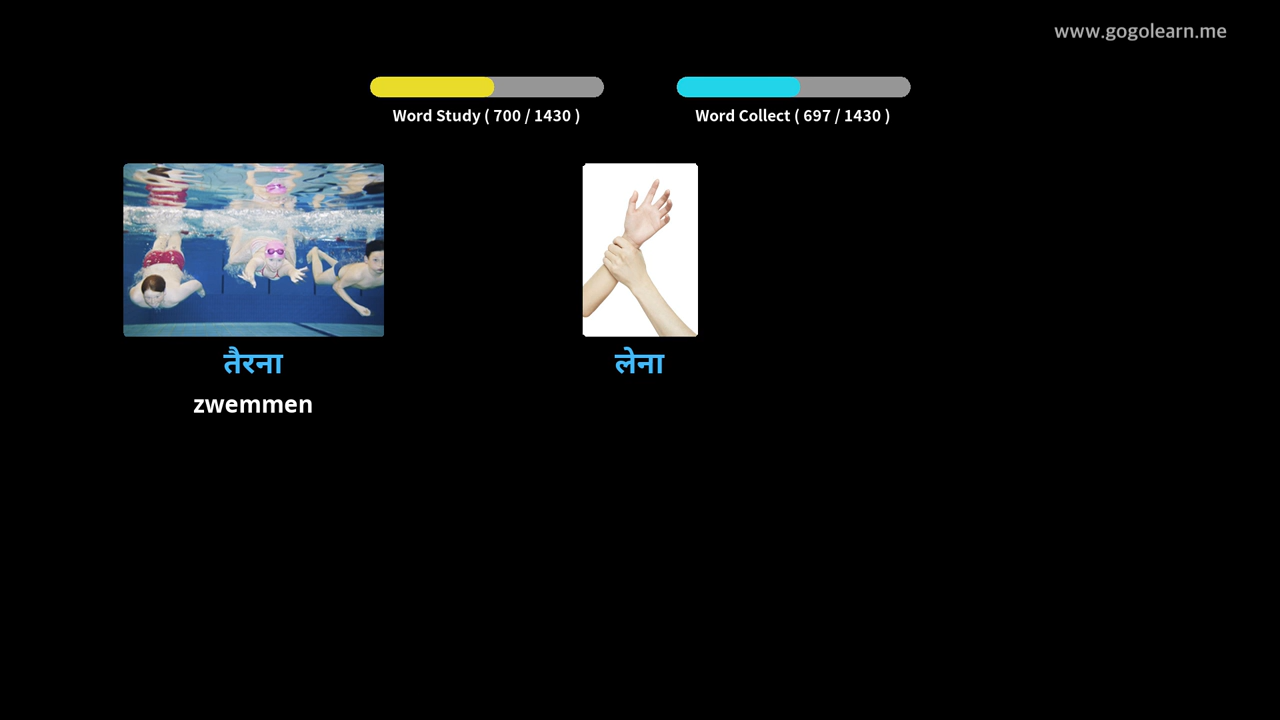 www.gogolearn.me
Word Study ( 700 / 1430 )
Word Collect ( 697 / 1430 )
तैरना
zwemmen
लेना